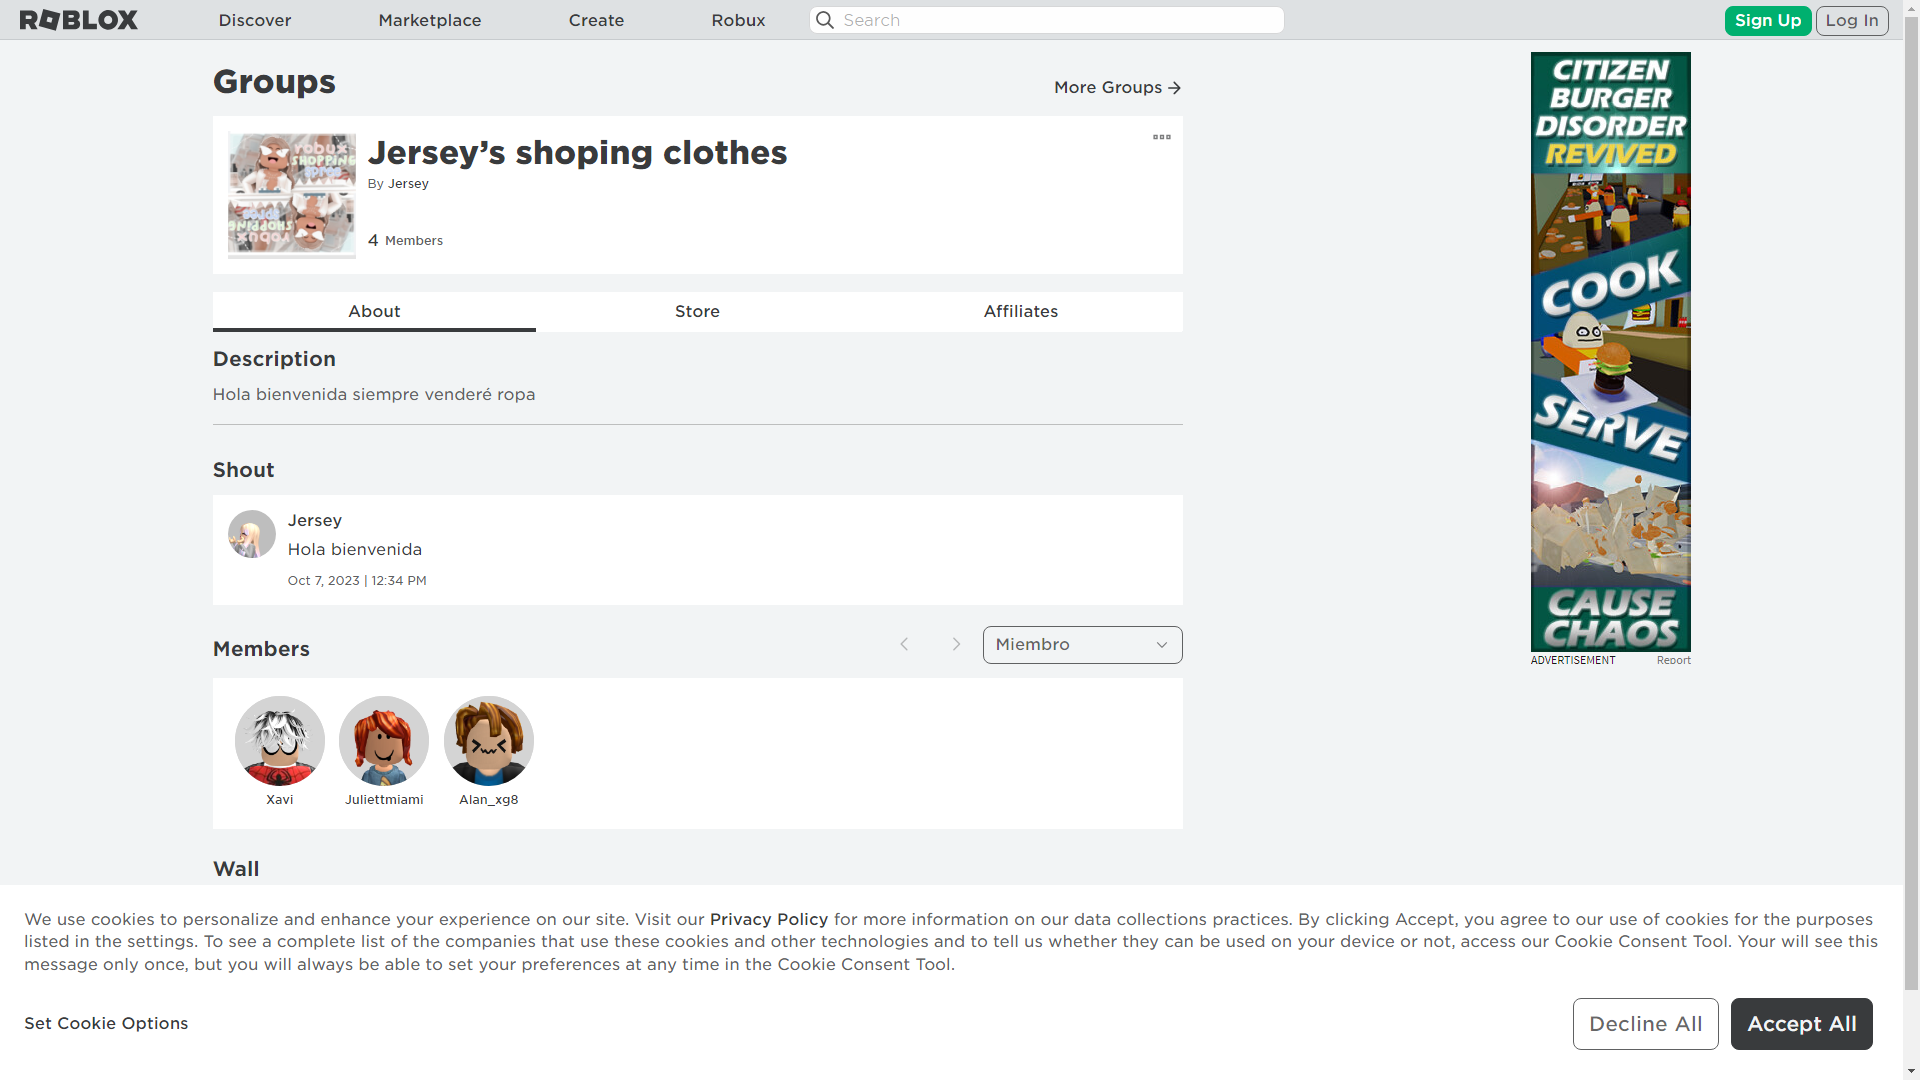 ROBLOX
Discover
Marketplace
Create
Robux
Search
Sign Up
Log In
Groups
More Groups
robux
SHOPPING
spree
Jersey’s shoping clothes
By Jersey
4 Members
About
Store
Affiliates
Description
Hola bienvenida siempre venderé ropa
Shout
Jersey
Hola bienvenida
Oct 7, 2023 | 12:34 PM
Members
Miembro
Xavi
Juliettmiami
Alan_xg8
Wall
CITIZEN
BURGER
DISORDER
REVIVED
COOK
SERVE
CAUSE
CHAOS
ADVERTISEMENT
Report
We use cookies to personalize and enhance your experience on our site. Visit our Privacy Policy for more information on our data collections practices. By clicking Accept, you agree to our use of cookies for the purposes
listed in the settings. To see a complete list of the companies that use these cookies and other technologies and to tell us whether they can be used on your device or not, access our Cookie Consent Tool. Your will see this
message only once, but you will always be able to set your preferences at any time in the Cookie Consent Tool.
Set Cookie Options
Decline All
Accept All